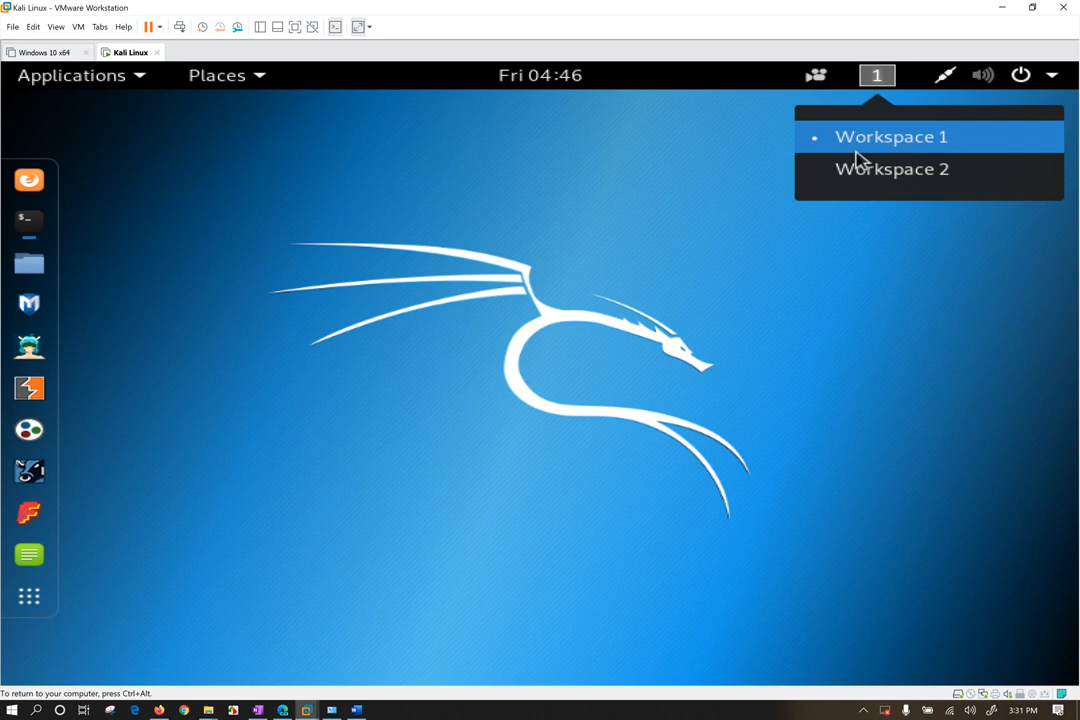 Kali Linux - VMware Workstation
File Edit View VM Tabs Help
Windows 10 x64 Kali Linux
Applications Places Fri 04:46 1
Workspace 1
Workspace 2
$_
To return to your computer, press Ctrl+Alt.
3:31 PM